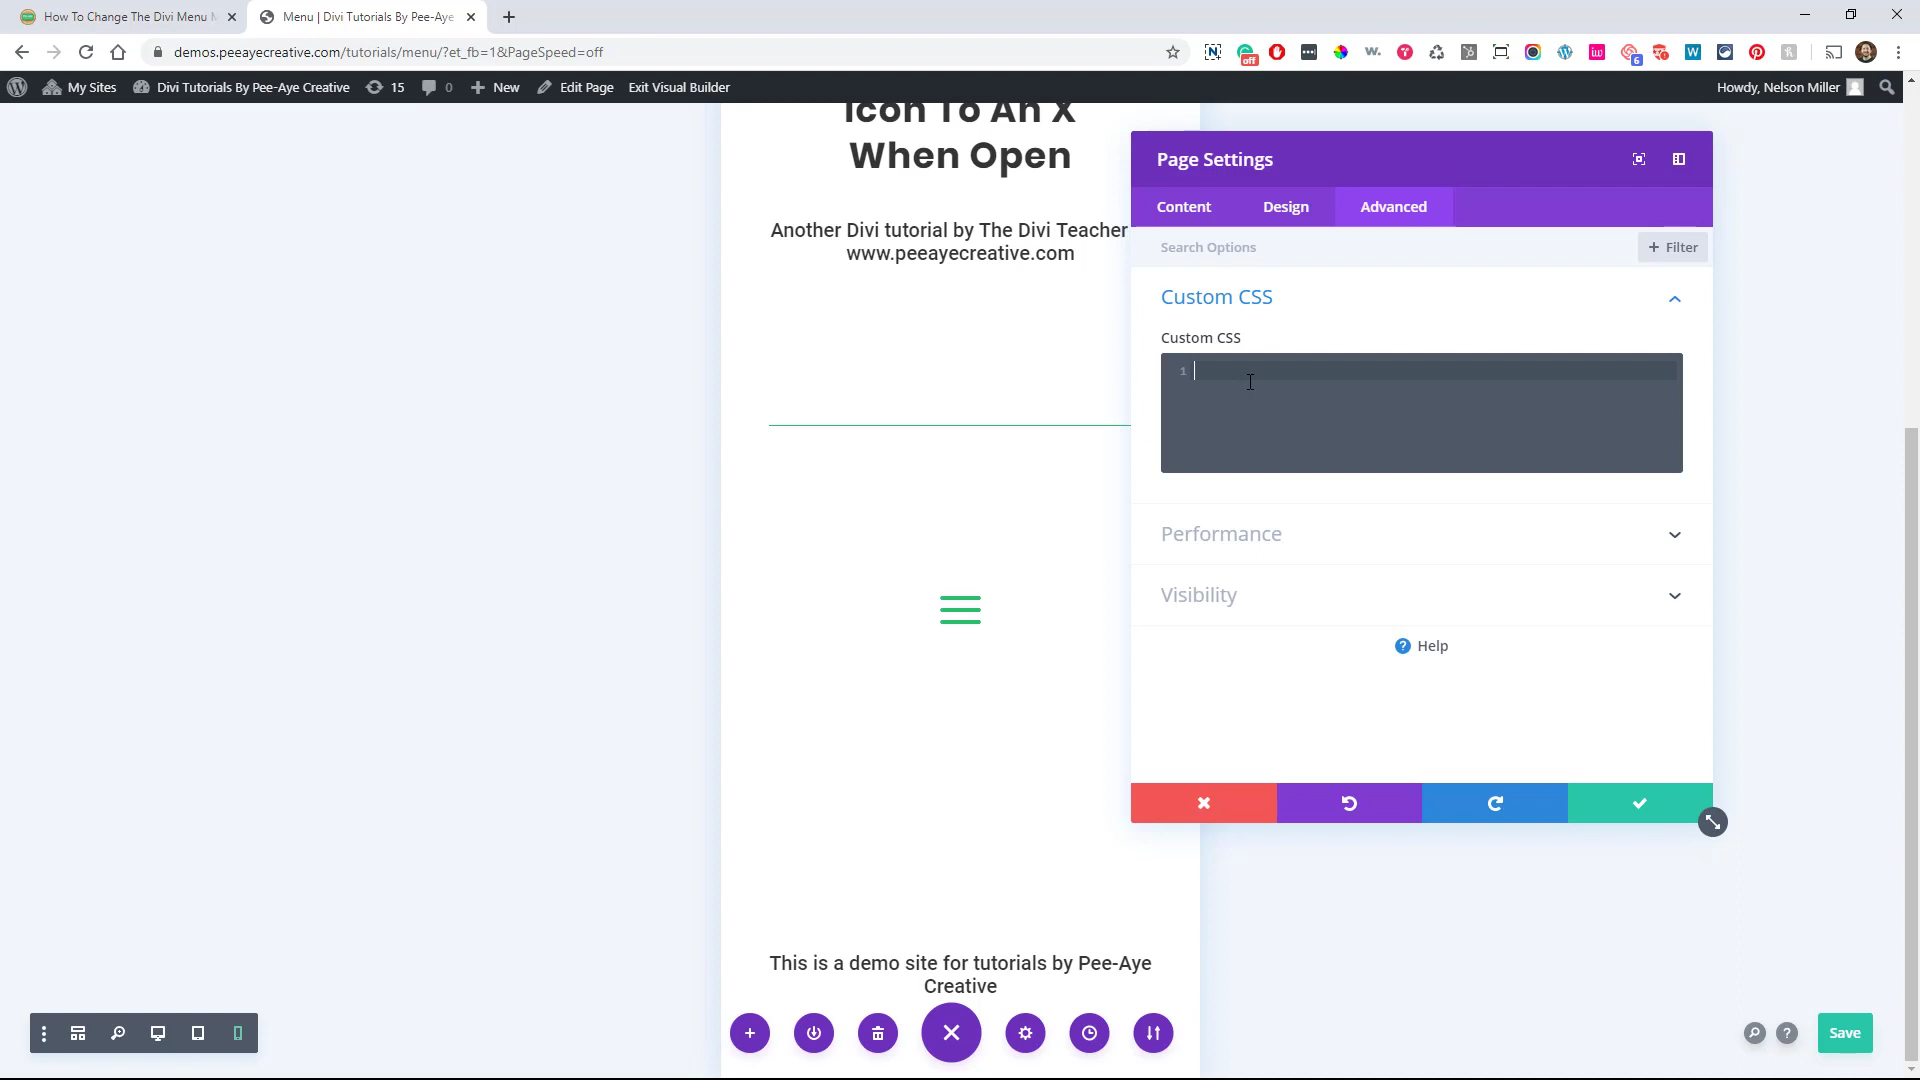 How To Change The Divi Menu
Menu | Divi Tutorials By Pee-Aye
demos.peeayecreative.com/tutorials/menu/?et_fb=1&PageSpeed=off
off
6
My Sites
Divi Tutorials By Pee-Aye Creative
15
0
New
Edit Page
Exit Visual Builder
Howdy, Nelson Miller
Icon To An X
When Open
Another Divi tutorial by The Divi Teacher
www.peeayecreative.com
Page Settings
Content
Design
Advanced
Search Options
+ Filter
Custom CSS
Custom CSS
1
Performance
Visibility
? Help
This is a demo site for tutorials by Pee-Aye
Creative
?
Save